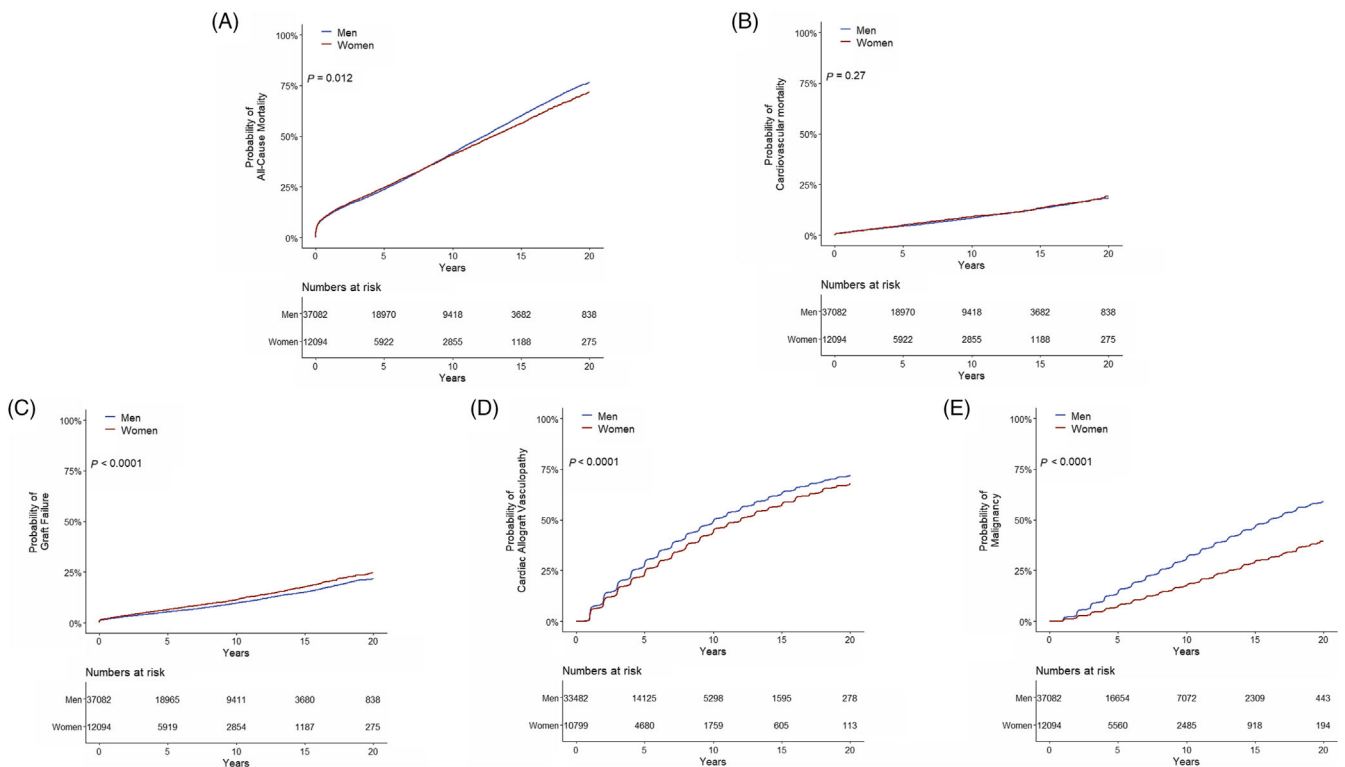 (A)
Men
Women
P = 0.012
Probability of
All-Cause Mortality
100%
75%
50%
25%
0%
0 5 10 15 20
Years
Numbers at risk
Men 37082 18970 9418 3682 838
Women 12094 5922 2855 1188 275
0 5 10 15 20
Years
(B)
Men
Women
P = 0.27
Probability of
Cardiovascular mortality
100%
75%
50%
25%
0%
0 5 10 15 20
Years
Numbers at risk
Men 37082 18970 9418 3682 838
Women 12094 5922 2855 1188 275
0 5 10 15 20
Years
(C)
Men
Women
P < 0.0001
Probability of
Graft Failure
100%
75%
50%
25%
0%
0 5 10 15 20
Years
Numbers at risk
Men 37082 18965 9411 3680 838
Women 12094 5919 2854 1187 275
0 5 10 15 20
Years
(D)
Men
Women
P < 0.0001
Probability of
Cardiac Allograft Vasculopathy
100%
75%
50%
25%
0%
0 5 10 15 20
Years
Numbers at risk
Men 33482 14125 5298 1595 278
Women 10799 4680 1759 605 113
0 5 10 15 20
Years
(E)
Men
Women
P < 0.0001
Probability of
Malignancy
100%
75%
50%
25%
0%
0 5 10 15 20
Years
Numbers at risk
Men 37082 16654 7072 2309 443
Women 12094 5560 2485 918 194
0 5 10 15 20
Years